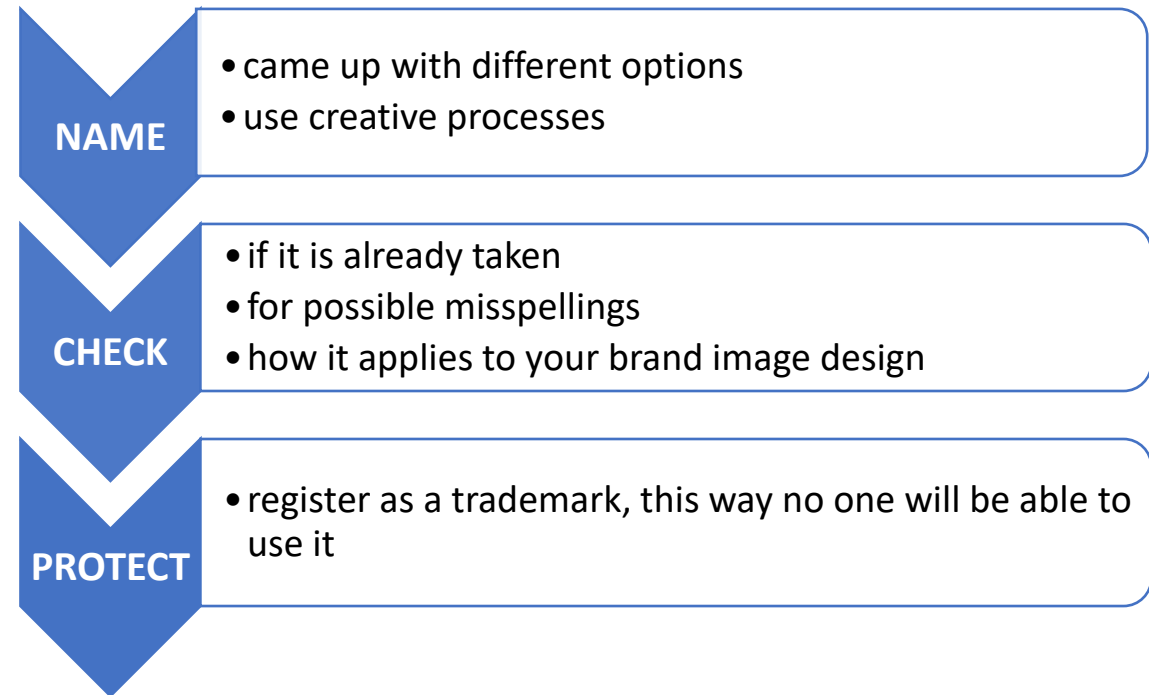 NAME
• came up with different options
• use creative processes
CHECK
• if it is already taken
• for possible misspellings
• how it applies to your brand image design
PROTECT
• register as a trademark, this way no one will be able to
use it